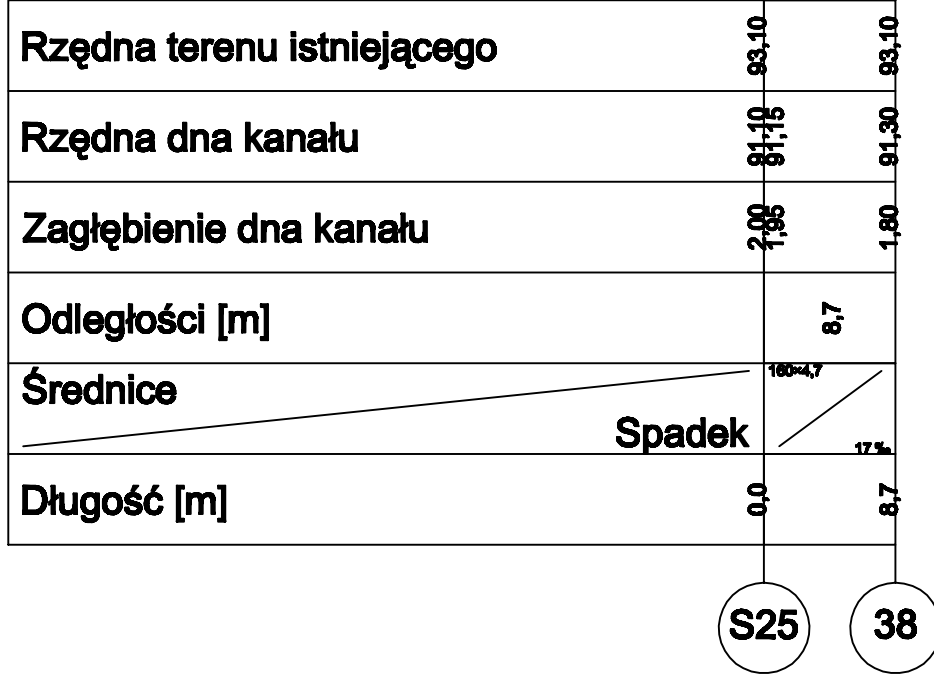 Rzędna terenu istniejącego 93,10 93,10
Rzędna dna kanału 91,10 91,15 91,30
Zagłębienie dna kanału 2,00 1,95 1,80
Odległości [m] 8,7
Średnice 160×4,7
Spadek 17 ‰
Długość [m] 0,0 8,7
S25 38